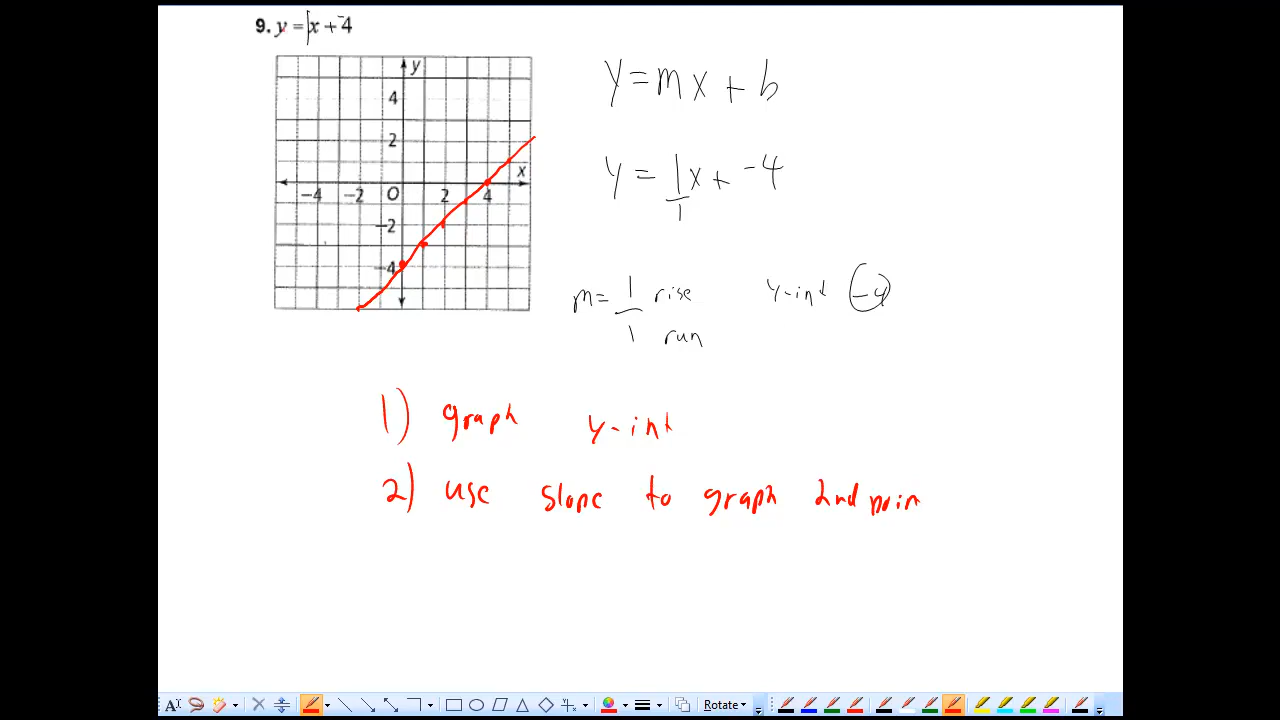 9. y = 1x + -4
y
4
2
x
-4 -2 O 2 4
-2
-4
y = mx + b
y = 1/1 x + -4
m = 1/1 rise run y-int -4
1) graph y-int
2) use slope to graph 2nd poin
A Rotate